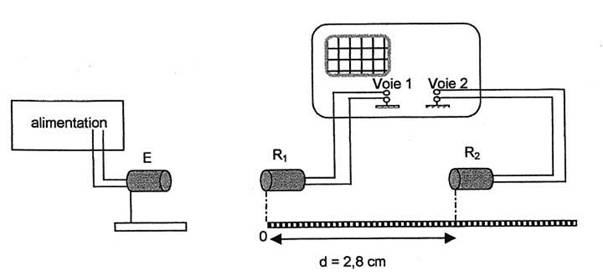 Voie 1 Voie 2
alimentation
E
R1
R2
0
d = 2,8 cm